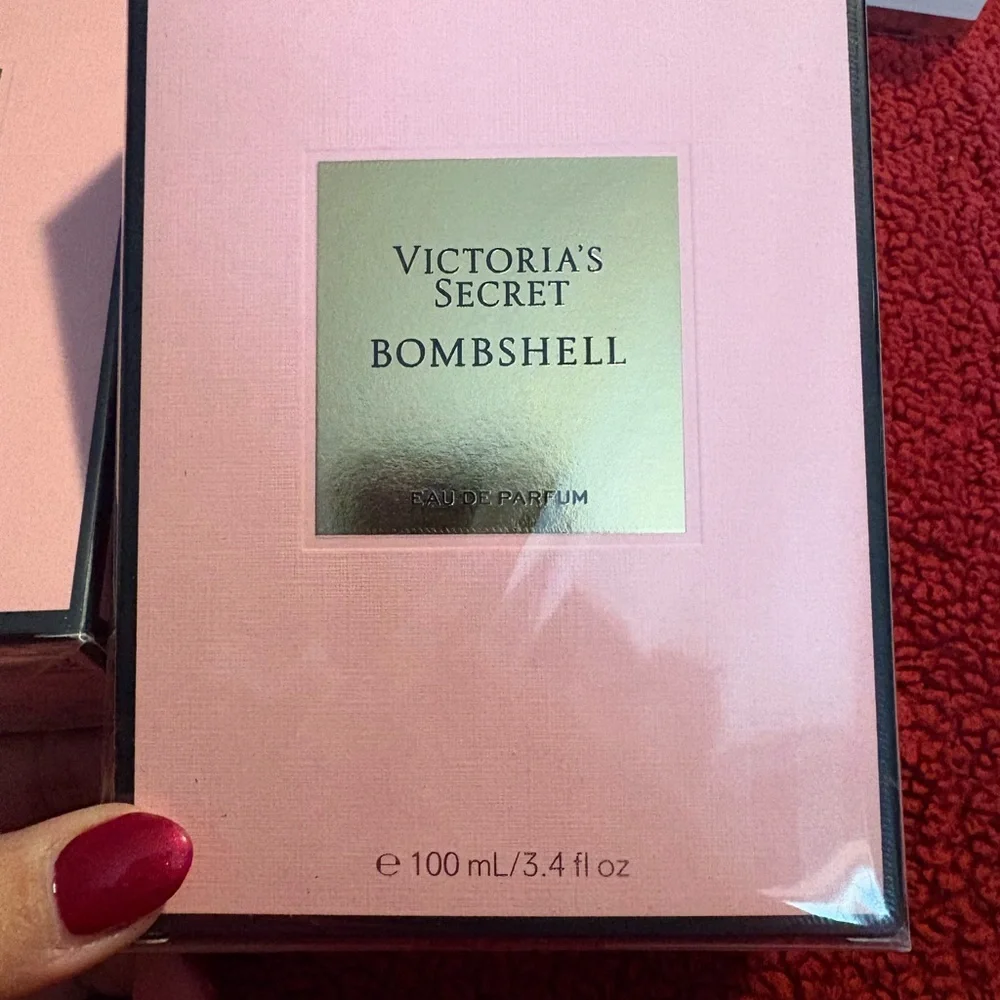 VICTORIA'S
SECRET
BOMBSHELL
EAU DE PARFUM
℮ 100 mL/3.4 fl oz